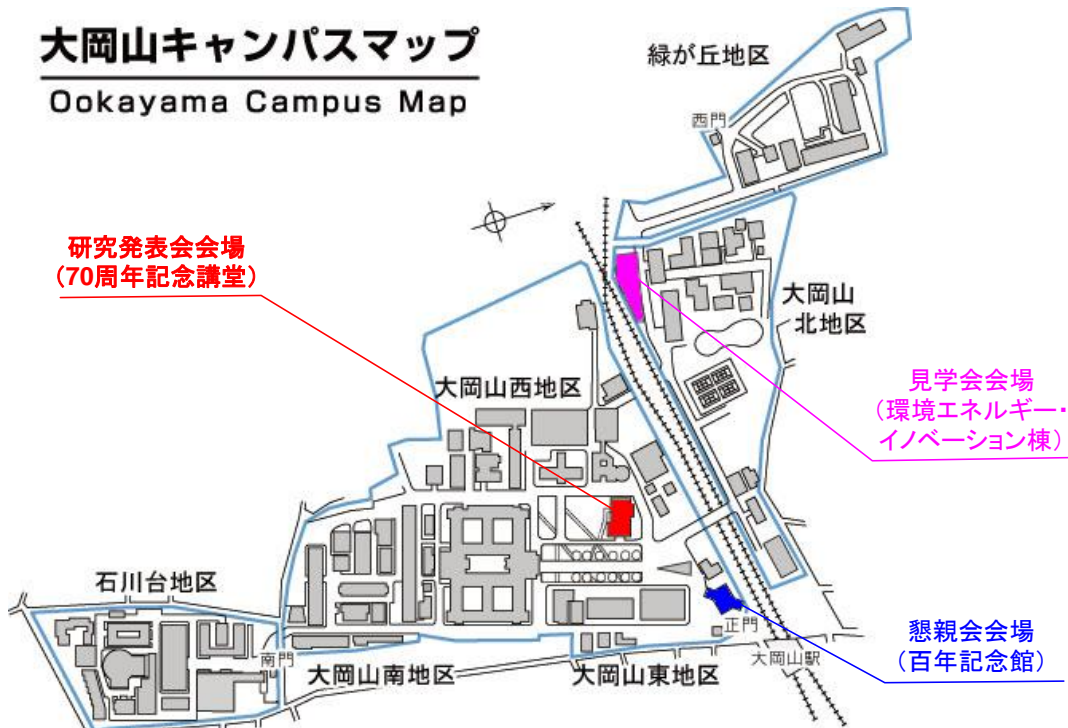 大岡山キャンパスマップ
Ookayama Campus Map
緑が丘地区
西門
研究発表会会場
（70周年記念講堂）
大岡山
北地区
大岡山西地区
見学会会場
（環境エネルギー・
イノベーション棟）
石川台地区
南門
大岡山南地区
大岡山東地区
正門
大岡山駅
懇親会会場
（百年記念館）